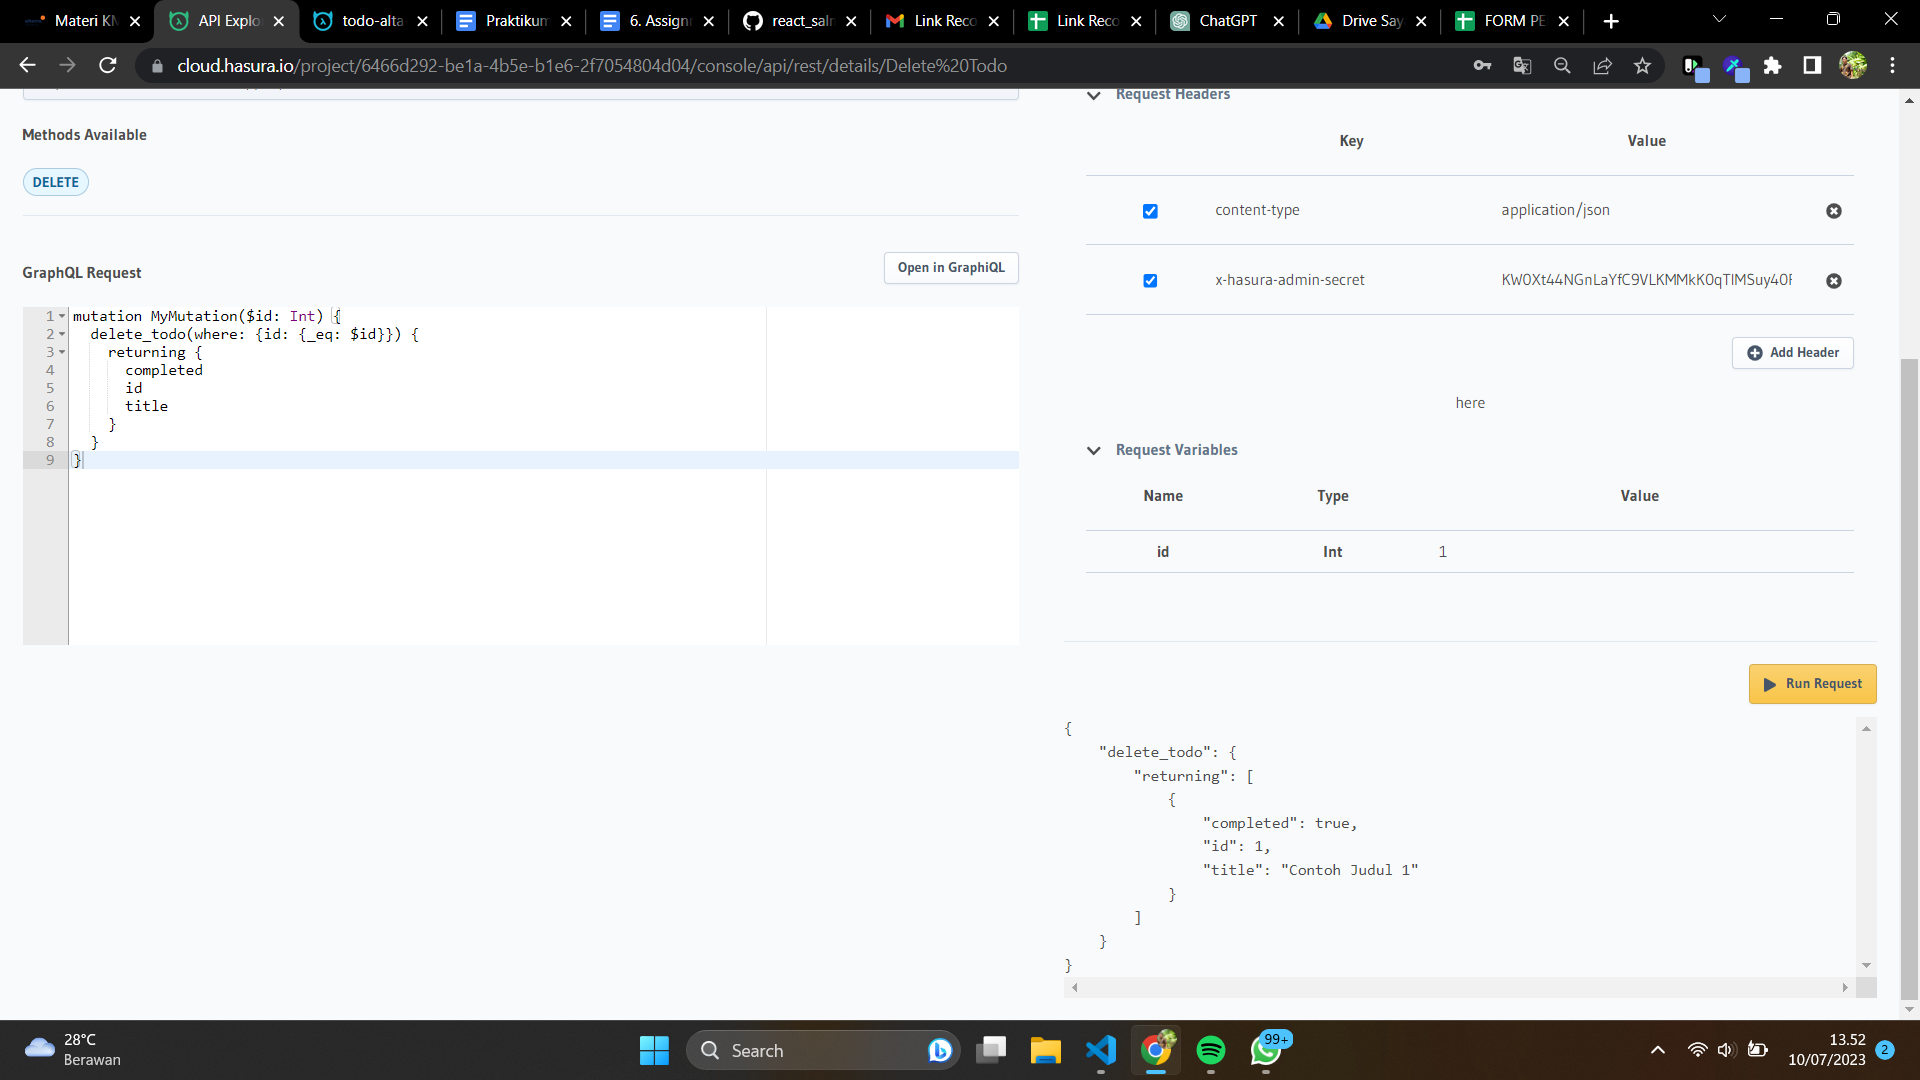 Materi KM
API Explo
todo-alta
Praktikum
6. Assign
react_saln
Link Reco
Link Reco
ChatGPT
Drive Say
FORM PE
cloud.hasura.io/project/6466d292-be1a-4b5e-b1e6-2f7054804d04/console/api/rest/details/Delete%20Todo
Methods Available
DELETE
GraphQL Request
Open in GraphiQL
1 mutation MyMutation($id: Int) {
2 delete_todo(where: {id: {_eq: $id}}) {
3 returning {
4 completed
5 id
6 title
7 }
8 }
9 }
Request Headers
Key Value
content-type application/json
x-hasura-admin-secret KW0Xt44NGnLaYfC9VLKMMkK0qTIMSuy40F
Add Header
here
Request Variables
Name Type Value
id Int 1
Run Request
{
"delete_todo": {
"returning": [
{
"completed": true,
"id": 1,
"title": "Contoh Judul 1"
}
]
}
}
28°C
Berawan
Search
99+
13.52
10/07/2023
2